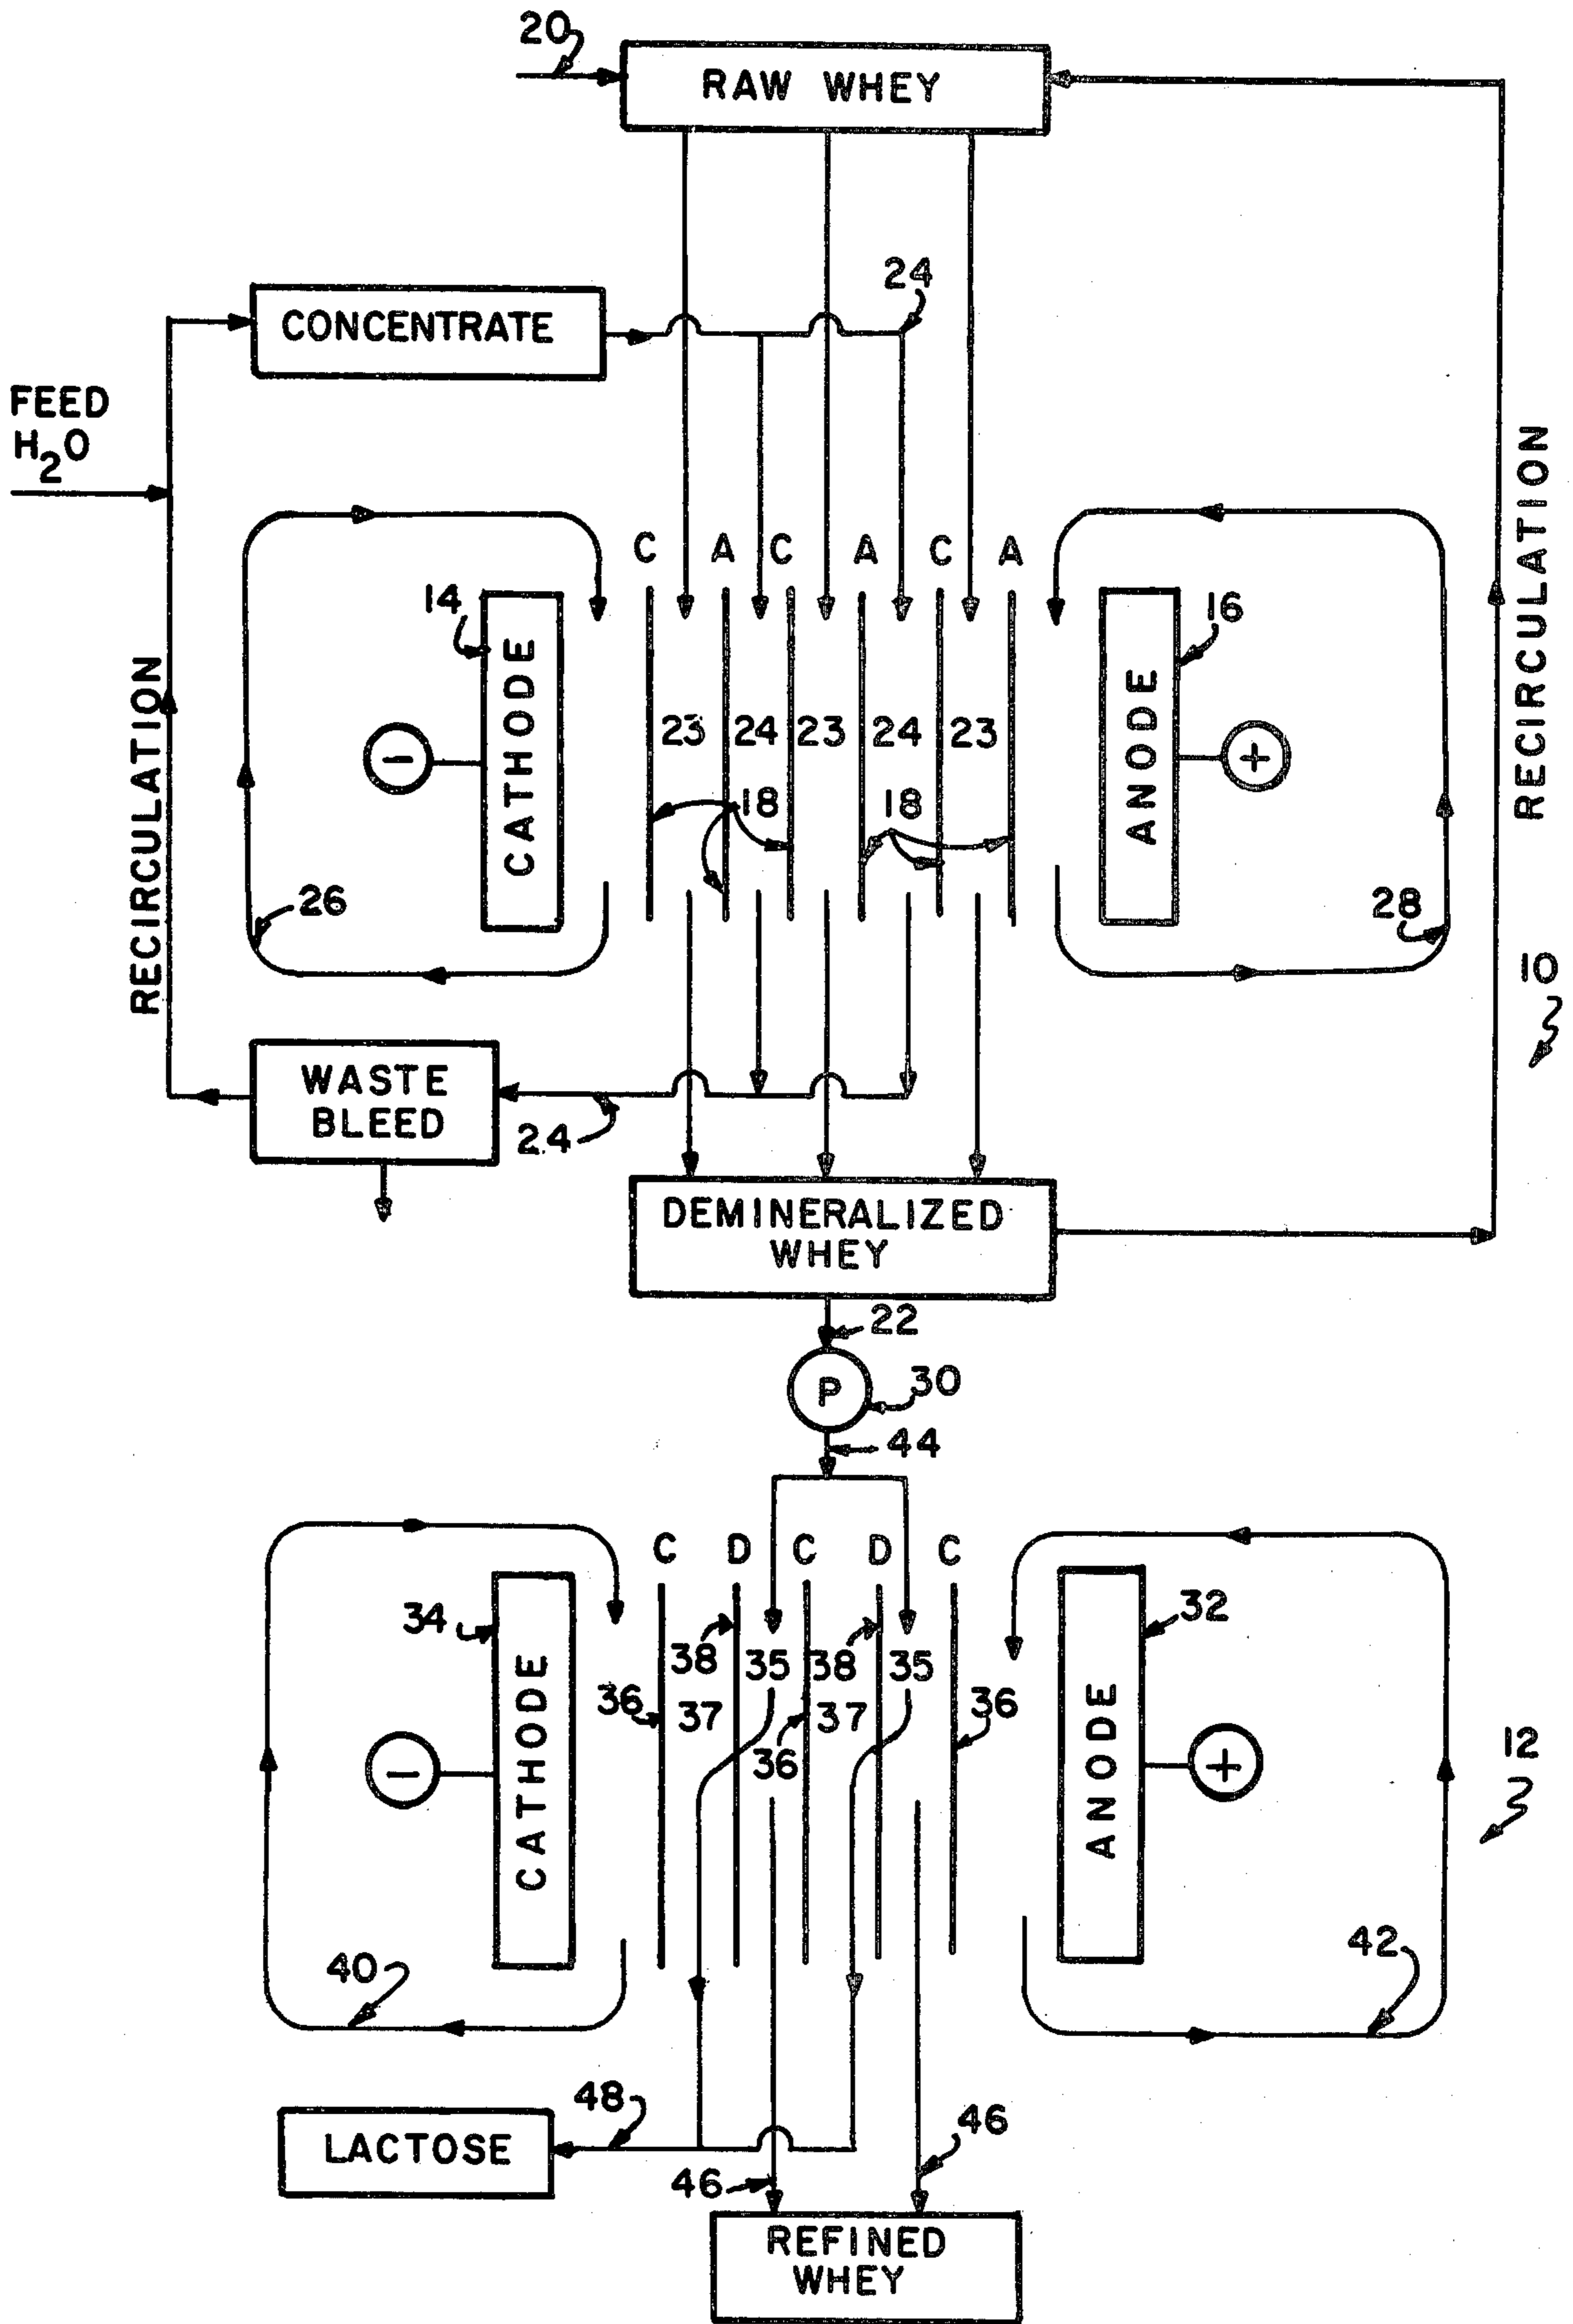 20
RAW WHEY
24
CONCENTRATE
FEED
H₂O
RECIRCULATION
C A C A C A
14
CATHODE
−
23 24 23 24 23
18 18
ANODE
16
+
RECIRCULATION
26
28
10
WASTE
BLEED
24
DEMINERALIZED
WHEY
22
P
30
44
C D C D C
34
CATHODE
−
38 35 38 35
36 37 36 37 36
ANODE
32
+
12
40
42
LACTOSE
48
46
46
REFINED
WHEY